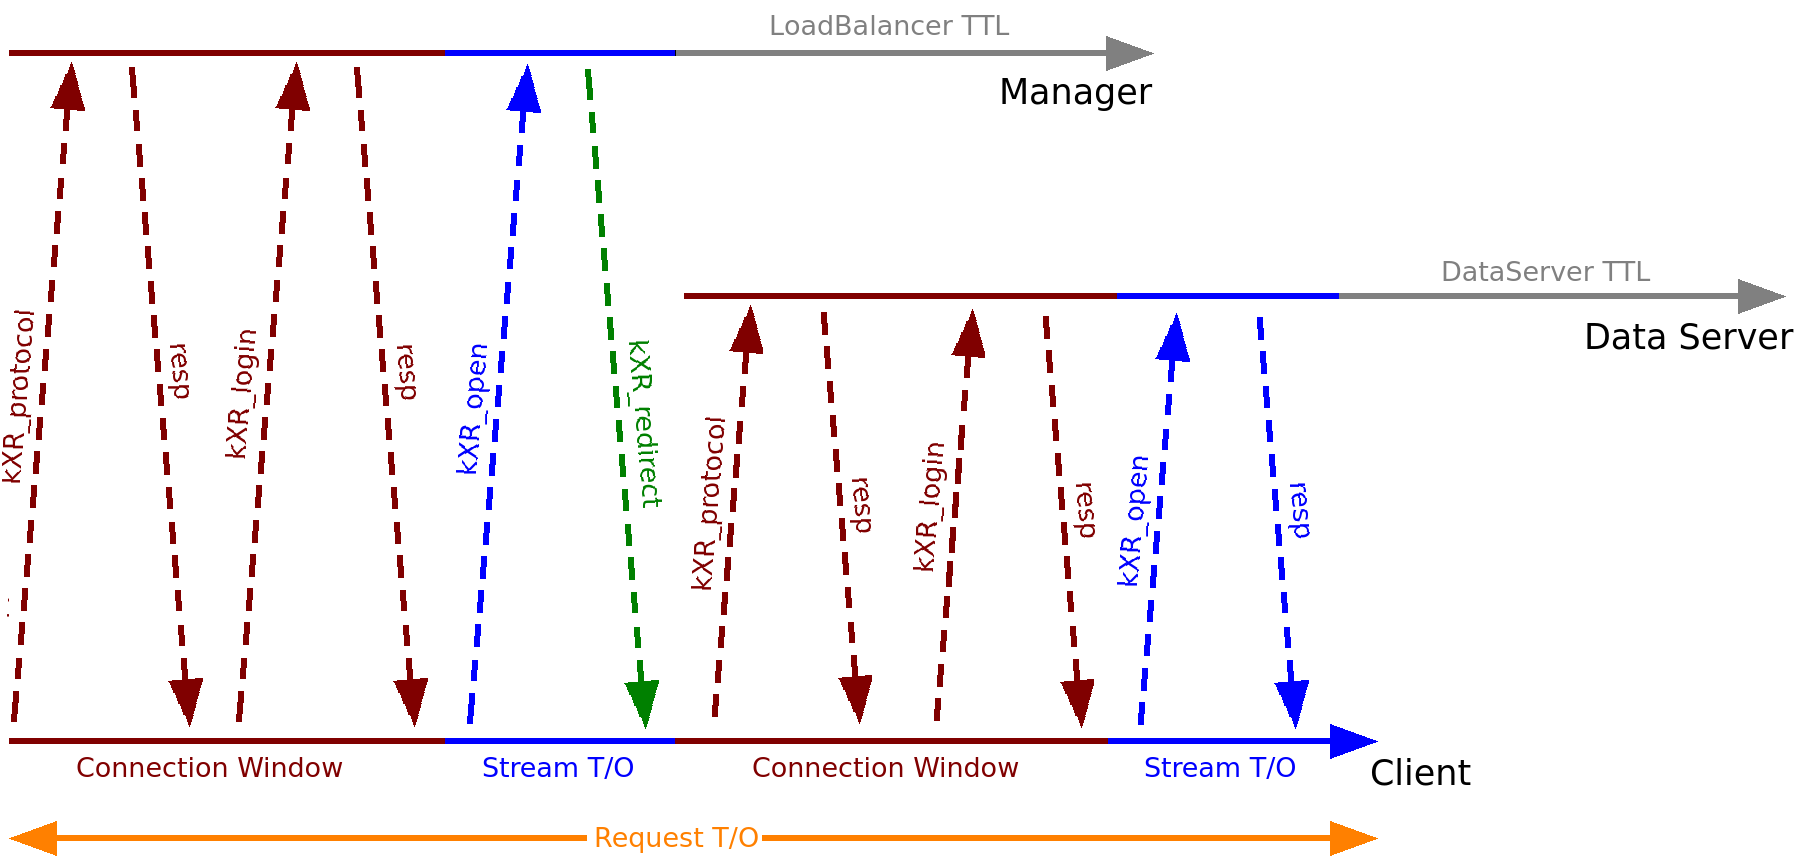 LoadBalancer TTL
Manager
kXR_protocol
resp
kXR_login
resp
kXR_open
kXR_redirect
DataServer TTL
Data Server
kXR_protocol
resp
kXR_login
resp
kXR_open
resp
Connection Window
Stream T/O
Connection Window
Stream T/O
Client
Request T/O